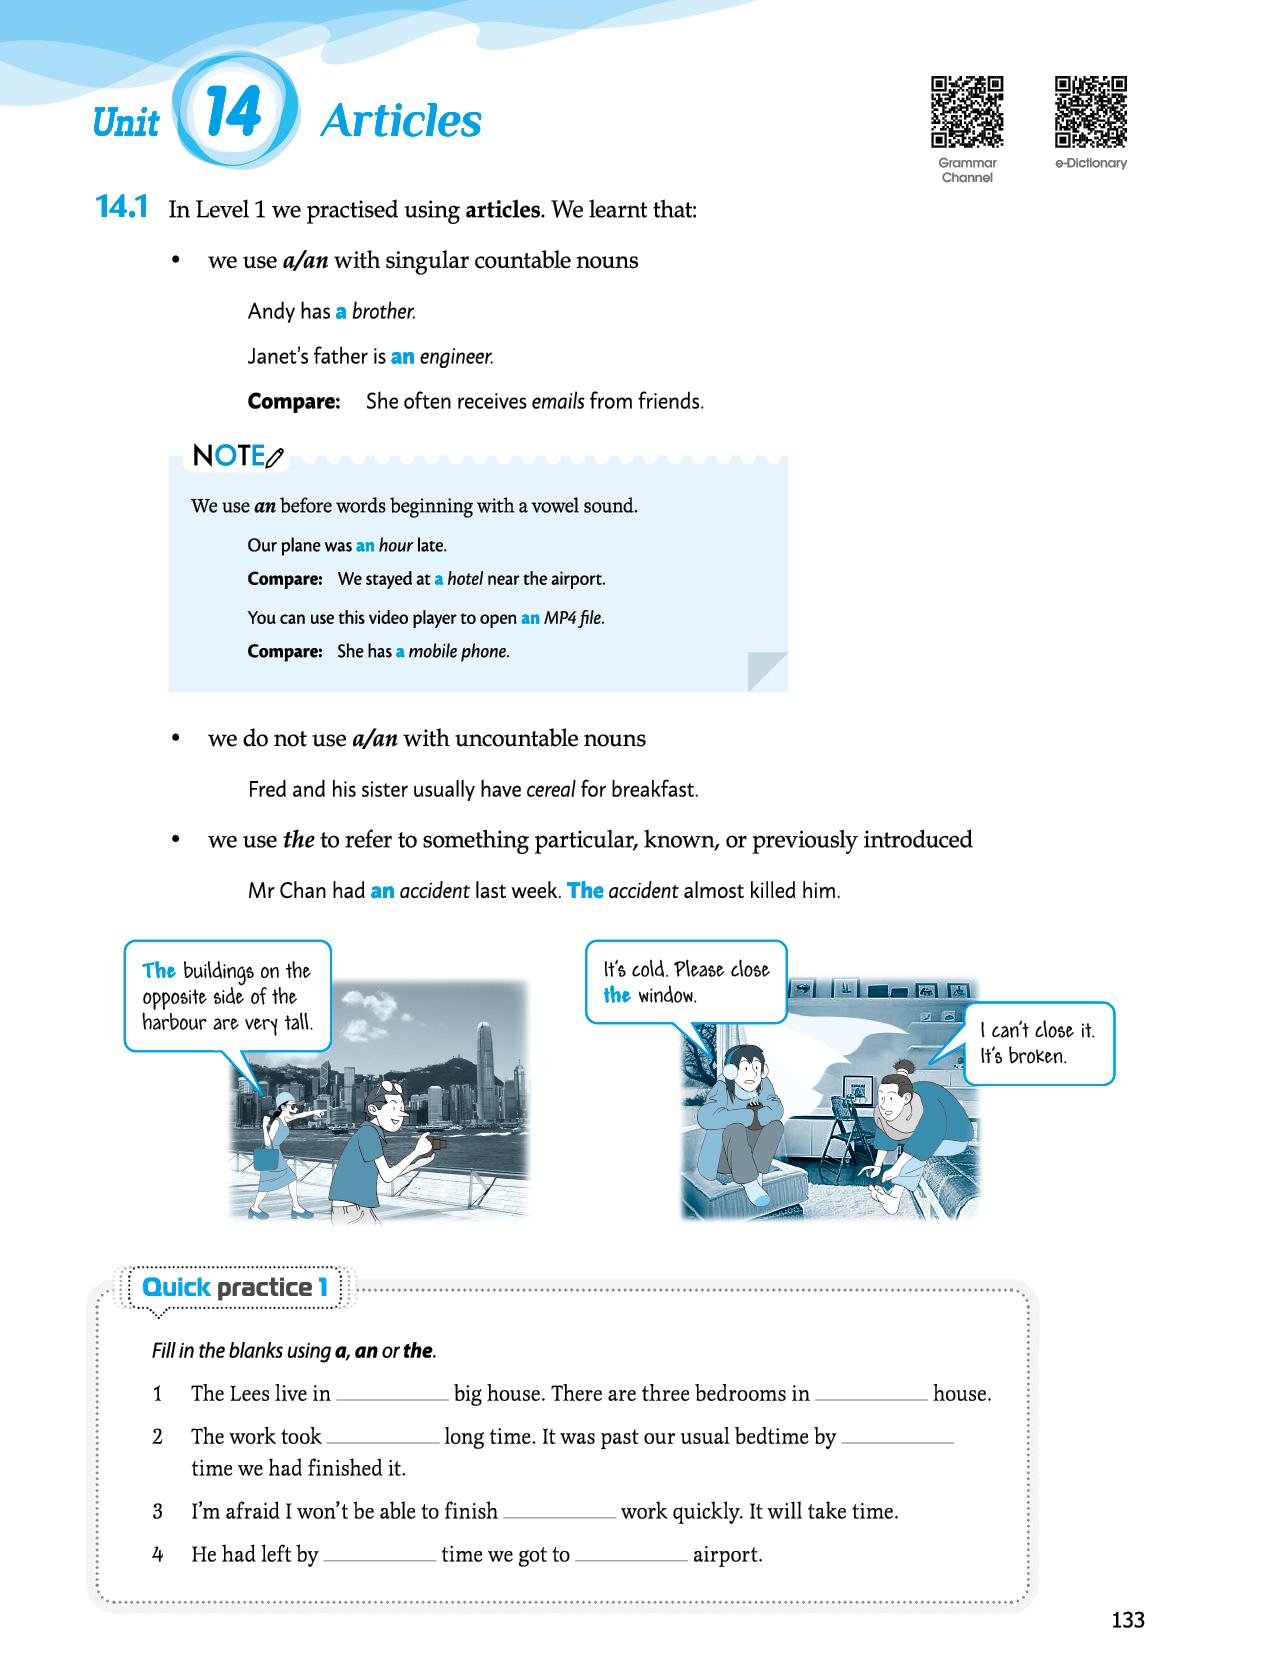 Unit 14 Articles
Grammar Channel
e-Dictionary
14.1 In Level 1 we practised using articles. We learnt that:
• we use a/an with singular countable nouns
Andy has a brother.
Janet's father is an engineer.
Compare: She often receives emails from friends.
NOTE
We use an before words beginning with a vowel sound.
Our plane was an hour late.
Compare: We stayed at a hotel near the airport.
You can use this video player to open an MP4 file.
Compare: She has a mobile phone.
• we do not use a/an with uncountable nouns
Fred and his sister usually have cereal for breakfast.
• we use the to refer to something particular, known, or previously introduced
Mr Chan had an accident last week. The accident almost killed him.
The buildings on the
opposite side of the
harbour are very tall.
It's cold. Please close
the window.
I can't close it.
It's broken.
Quick practice 1
Fill in the blanks using a, an or the.
1 The Lees live in ____________ big house. There are three bedrooms in ____________ house.
2 The work took ____________ long time. It was past our usual bedtime by ____________
time we had finished it.
3 I'm afraid I won't be able to finish ____________ work quickly. It will take time.
4 He had left by ____________ time we got to ____________ airport.
133